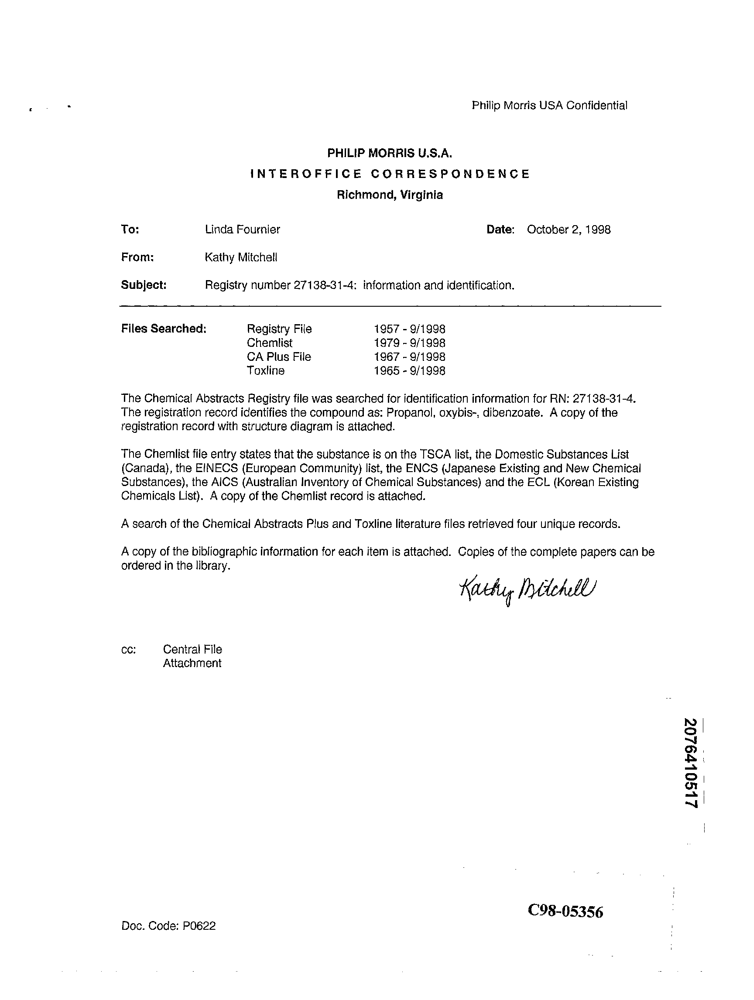 Philip Morris USA Confidential
PHILIP MORRIS U.S.A.
INTEROFFICE CORRESPONDENCE
Richmond, Virginia
To: Linda Fournier Date: October 2, 1998
From: Kathy Mitchell
Subject: Registry number 27138-31-4: information and identification.
Files Searched: Registry File 1957 - 9/1998
Chemlist 1979 - 9/1998
CA Plus File 1967 - 9/1998
Toxline 1965 - 9/1998
The Chemical Abstracts Registry file was searched for identification information for RN: 27138-31-4.
The registration record identifies the compound as: Propanol, oxybis-, dibenzoate. A copy of the
registration record with structure diagram is attached.
The Chemlist file entry states that the substance is on the TSCA list, the Domestic Substances List
(Canada), the EINECS (European Community) list, the ENCS (Japanese Existing and New Chemical
Substances), the AICS (Australian Inventory of Chemical Substances) and the ECL (Korean Existing
Chemicals List). A copy of the Chemlist record is attached.
A search of the Chemical Abstracts Plus and Toxline literature files retrieved four unique records.
A copy of the bibliographic information for each item is attached. Copies of the complete papers can be
ordered in the library.
Kathy Mitchell
cc: Central File
Attachment
2076410517
C98-05356
Doc. Code: P0622